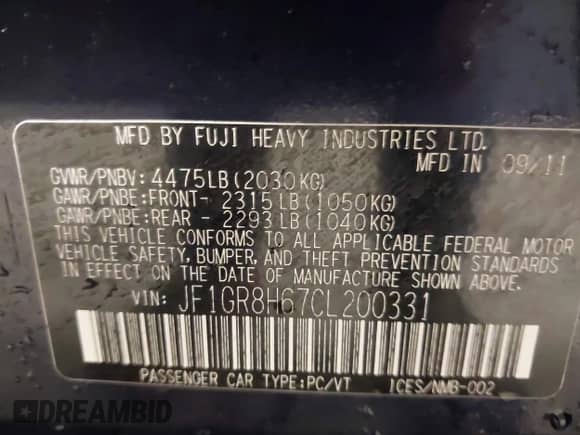 MFD BY FUJI HEAVY INDUSTRIES LTD.
MFD IN 09/11
GVWR/PNBV: 4475LB(2030KG)
GAWR/PNBE:FRONT- 2315LB(1050KG)
GAWR/PNBE:REAR - 2293LB(1040KG)
THIS VEHICLE CONFORMS TO ALL APPLICABLE FEDERAL MOTOR
VEHICLE SAFETY, BUMPER, AND THEFT PREVENTION STANDARDS
IN EFFECT ON THE DATE OF MANUFACTURE SHOWN ABOVE.
VIN: JF1GR8H67CL200331
PASSENGER CAR TYPE:PC/VT ICES/NMB-002
DREAMBID